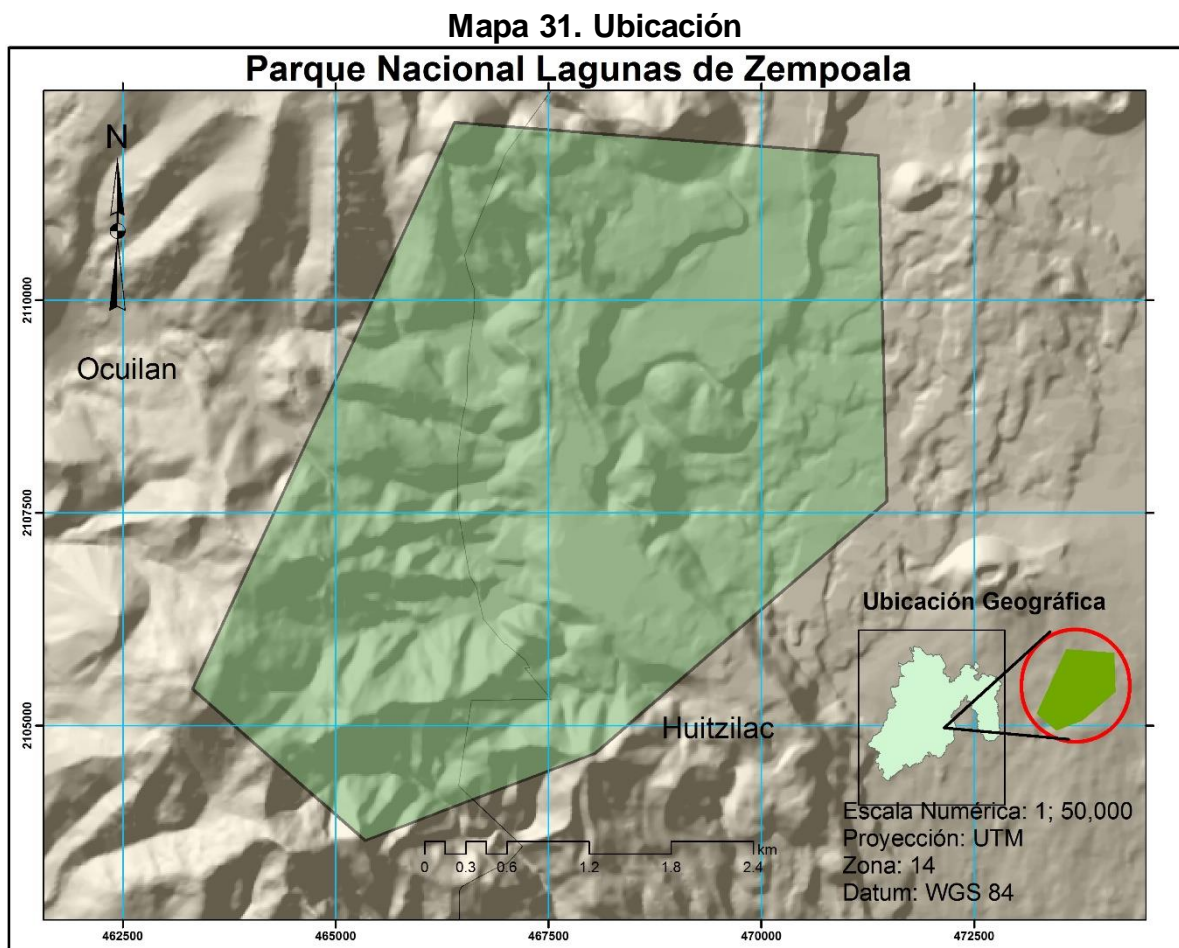 Mapa 31. Ubicación
Parque Nacional Lagunas de Zempoala
N
2110000
Ocuilan
2107500
Ubicación Geográfica
2105000
Huitzilac
Escala Numérica: 1; 50,000
Proyección: UTM
Zona: 14
Datum: WGS 84
km
0 0.3 0.6 1.2 1.8 2.4
462500 465000 467500 470000 472500